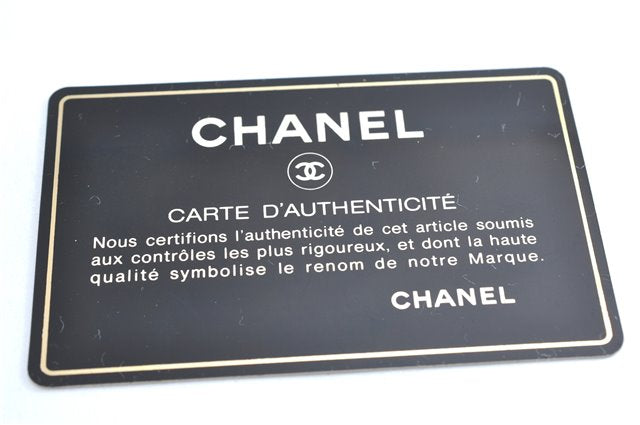 CHANEL
CARTE D'AUTHENTICITÉ
Nous certifions l'authenticité de cet article soumis
aux contrôles les plus rigoureux, et dont la haute
qualité symbolise le renom de notre Marque.
CHANEL